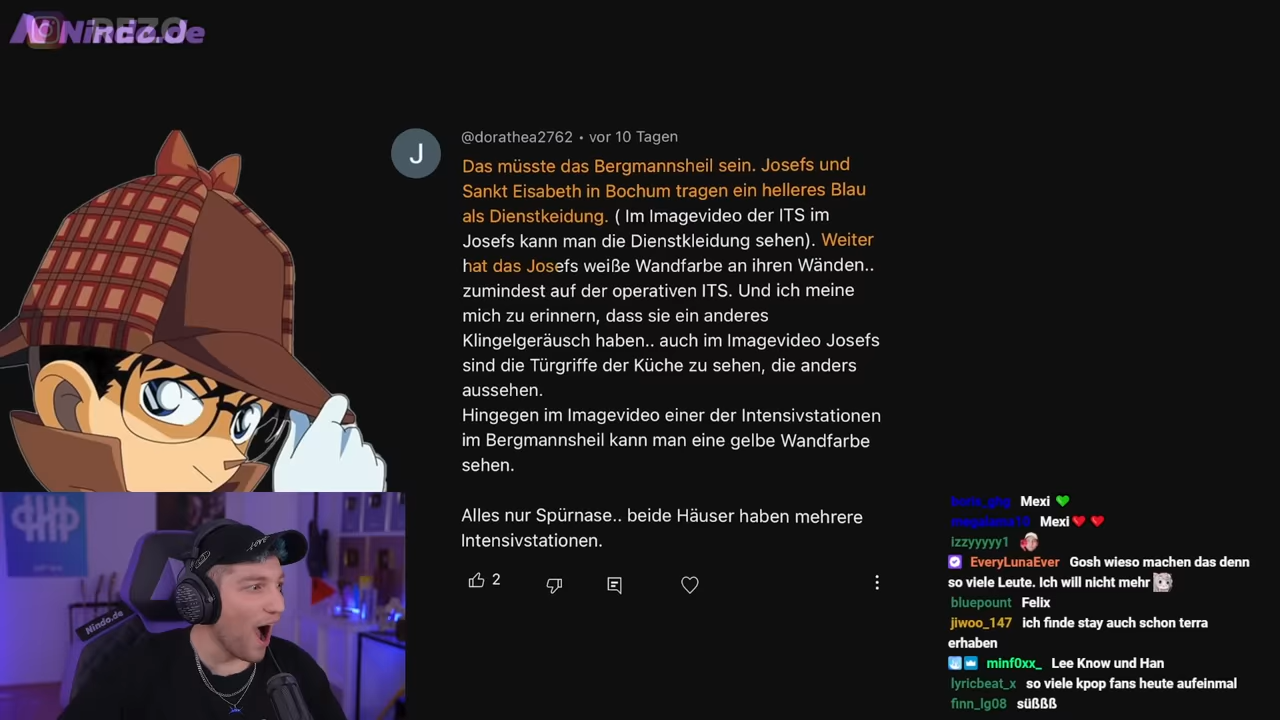 Nindo.de
REZO
@dorathea2762 • vor 10 Tagen
J
Das müsste das Bergmannsheil sein. Josefs und
Sankt Eisabeth in Bochum tragen ein helleres Blau
als Dienstkeidung. ( Im Imagevideo der ITS im
Josefs kann man die Dienstkleidung sehen). Weiter
hat das Josefs weiße Wandfarbe an ihren Wänden..
zumindest auf der operativen ITS. Und ich meine
mich zu erinnern, dass sie ein anderes
Klingelgeräusch haben.. auch im Imagevideo Josefs
sind die Türgriffe der Küche zu sehen, die anders
aussehen.
Hingegen im Imagevideo einer der Intensivstationen
im Bergmannsheil kann man eine gelbe Wandfarbe
sehen.
Alles nur Spürnase.. beide Häuser haben mehrere
Intensivstationen.
2
Nindo.de
boris_ghg Mexi
Mexi
izzyyyyy1
EveryLunaEver Gosh wieso machen das denn
so viele Leute. Ich will nicht mehr
bluepount Felix
jiwoo_147 ich finde stay auch schon terra
erhaben
minf0xx_ Lee Know und Han
lyricbeat_x so viele kpop fans heute aufeinmal
finn_lg08 süßßß